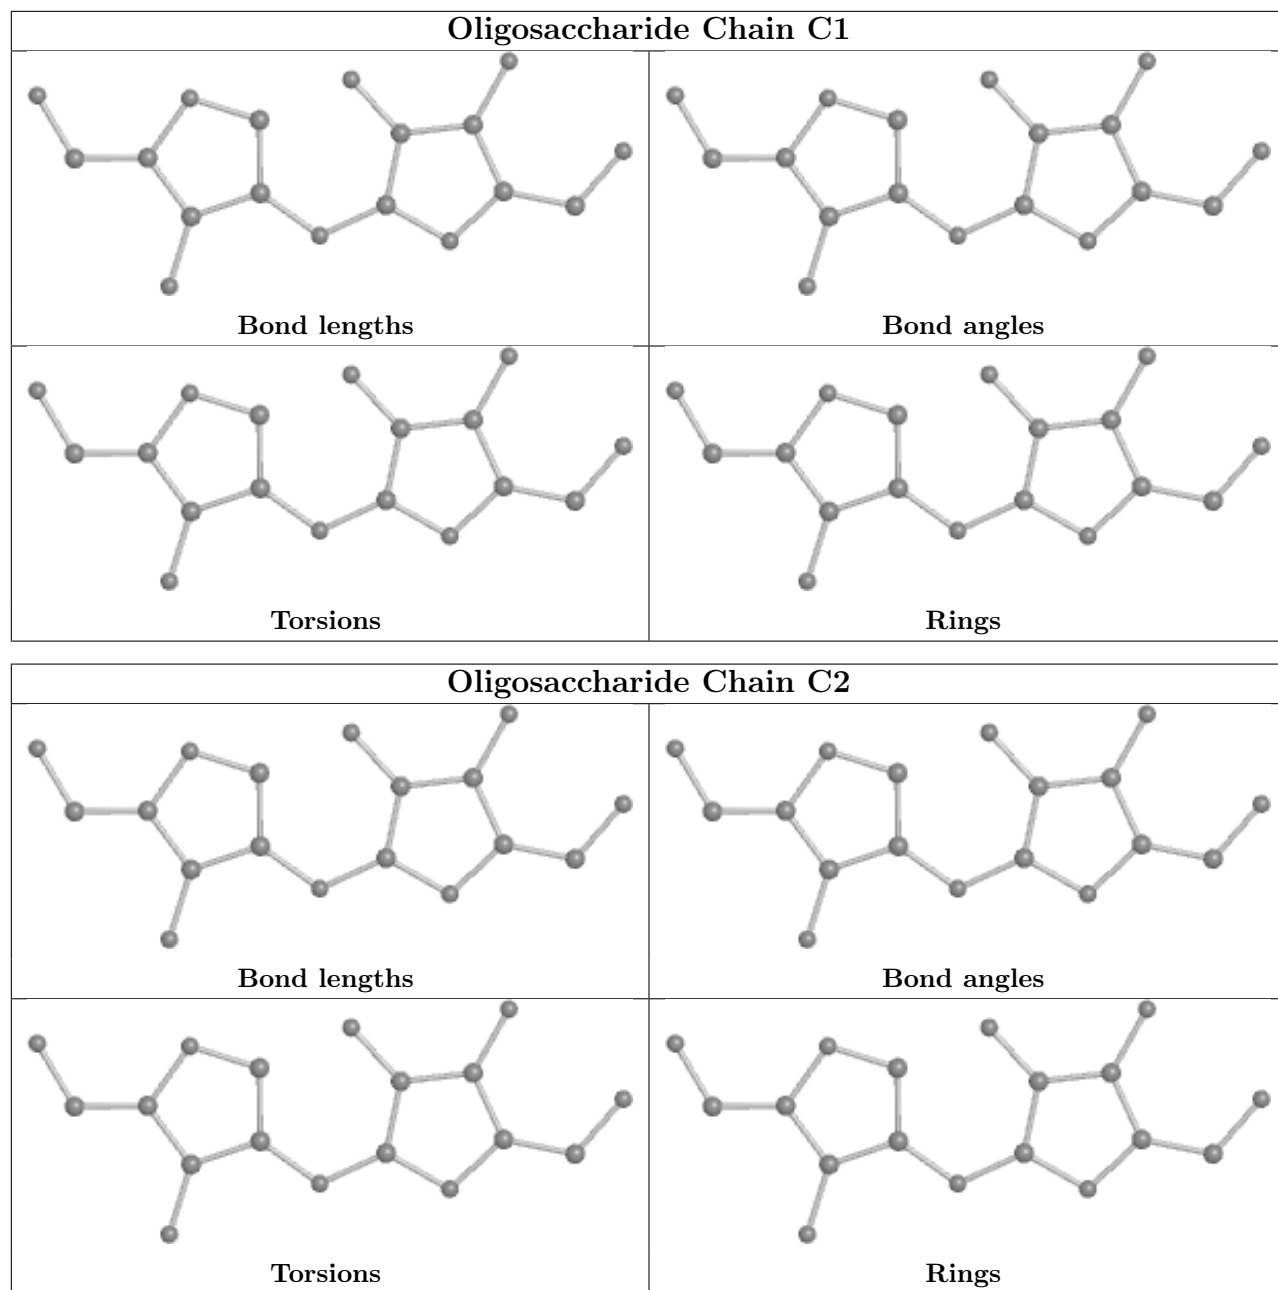 Oligosaccharide Chain C1
Bond lengths
Bond angles
Torsions
Rings
Oligosaccharide Chain C2
Bond lengths
Bond angles
Torsions
Rings